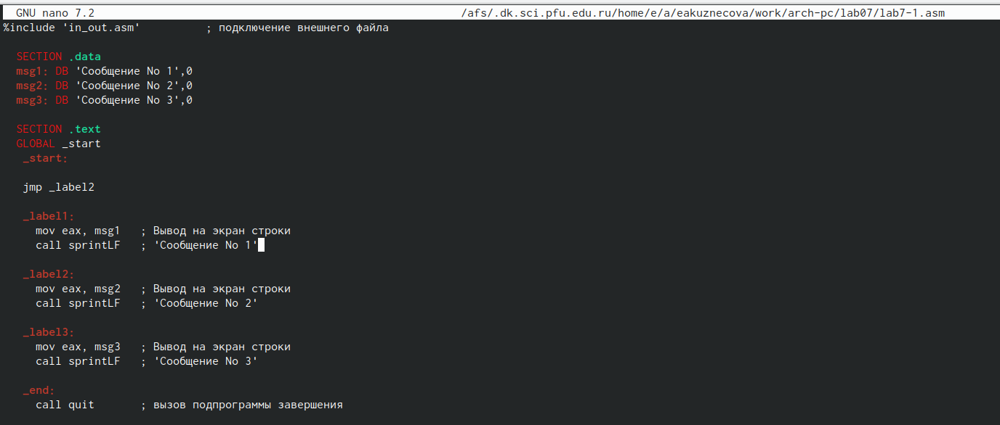 GNU nano 7.2 /afs/.dk.sci.pfu.edu.ru/home/e/a/eakuznecova/work/arch-pc/lab07/lab7-1.asm
%include 'in_out.asm' ; подключение внешнего файла
SECTION .data
msg1: DB 'Сообщение No 1',0
msg2: DB 'Сообщение No 2',0
msg3: DB 'Сообщение No 3',0
SECTION .text
GLOBAL _start
_start:
jmp _label2
_label1:
mov eax, msg1 ; Вывод на экран строки
call sprintLF ; 'Сообщение No 1'
_label2:
mov eax, msg2 ; Вывод на экран строки
call sprintLF ; 'Сообщение No 2'
_label3:
mov eax, msg3 ; Вывод на экран строки
call sprintLF ; 'Сообщение No 3'
_end:
call quit ; вызов подпрограммы завершения